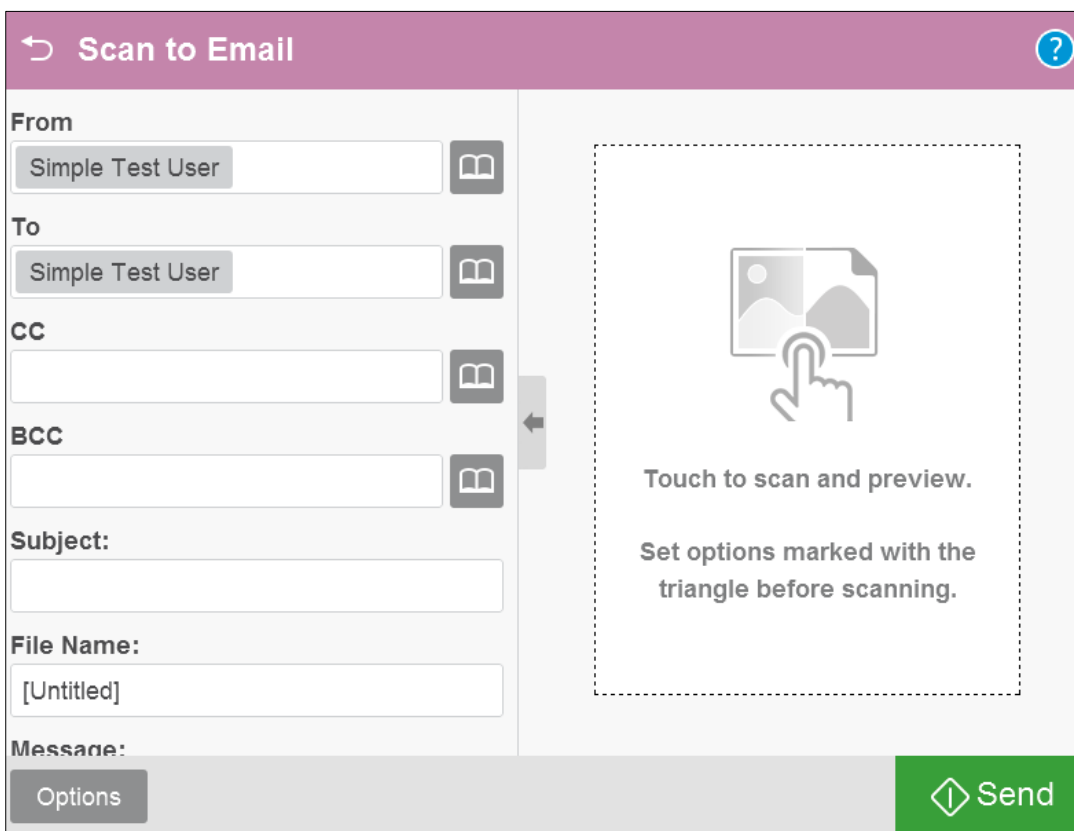 Scan to Email
?
From
Simple Test User
To
Simple Test User
CC
BCC
Subject:
File Name:
[Untitled]
Message:
Touch to scan and preview.
Set options marked with the
triangle before scanning.
Options
Send